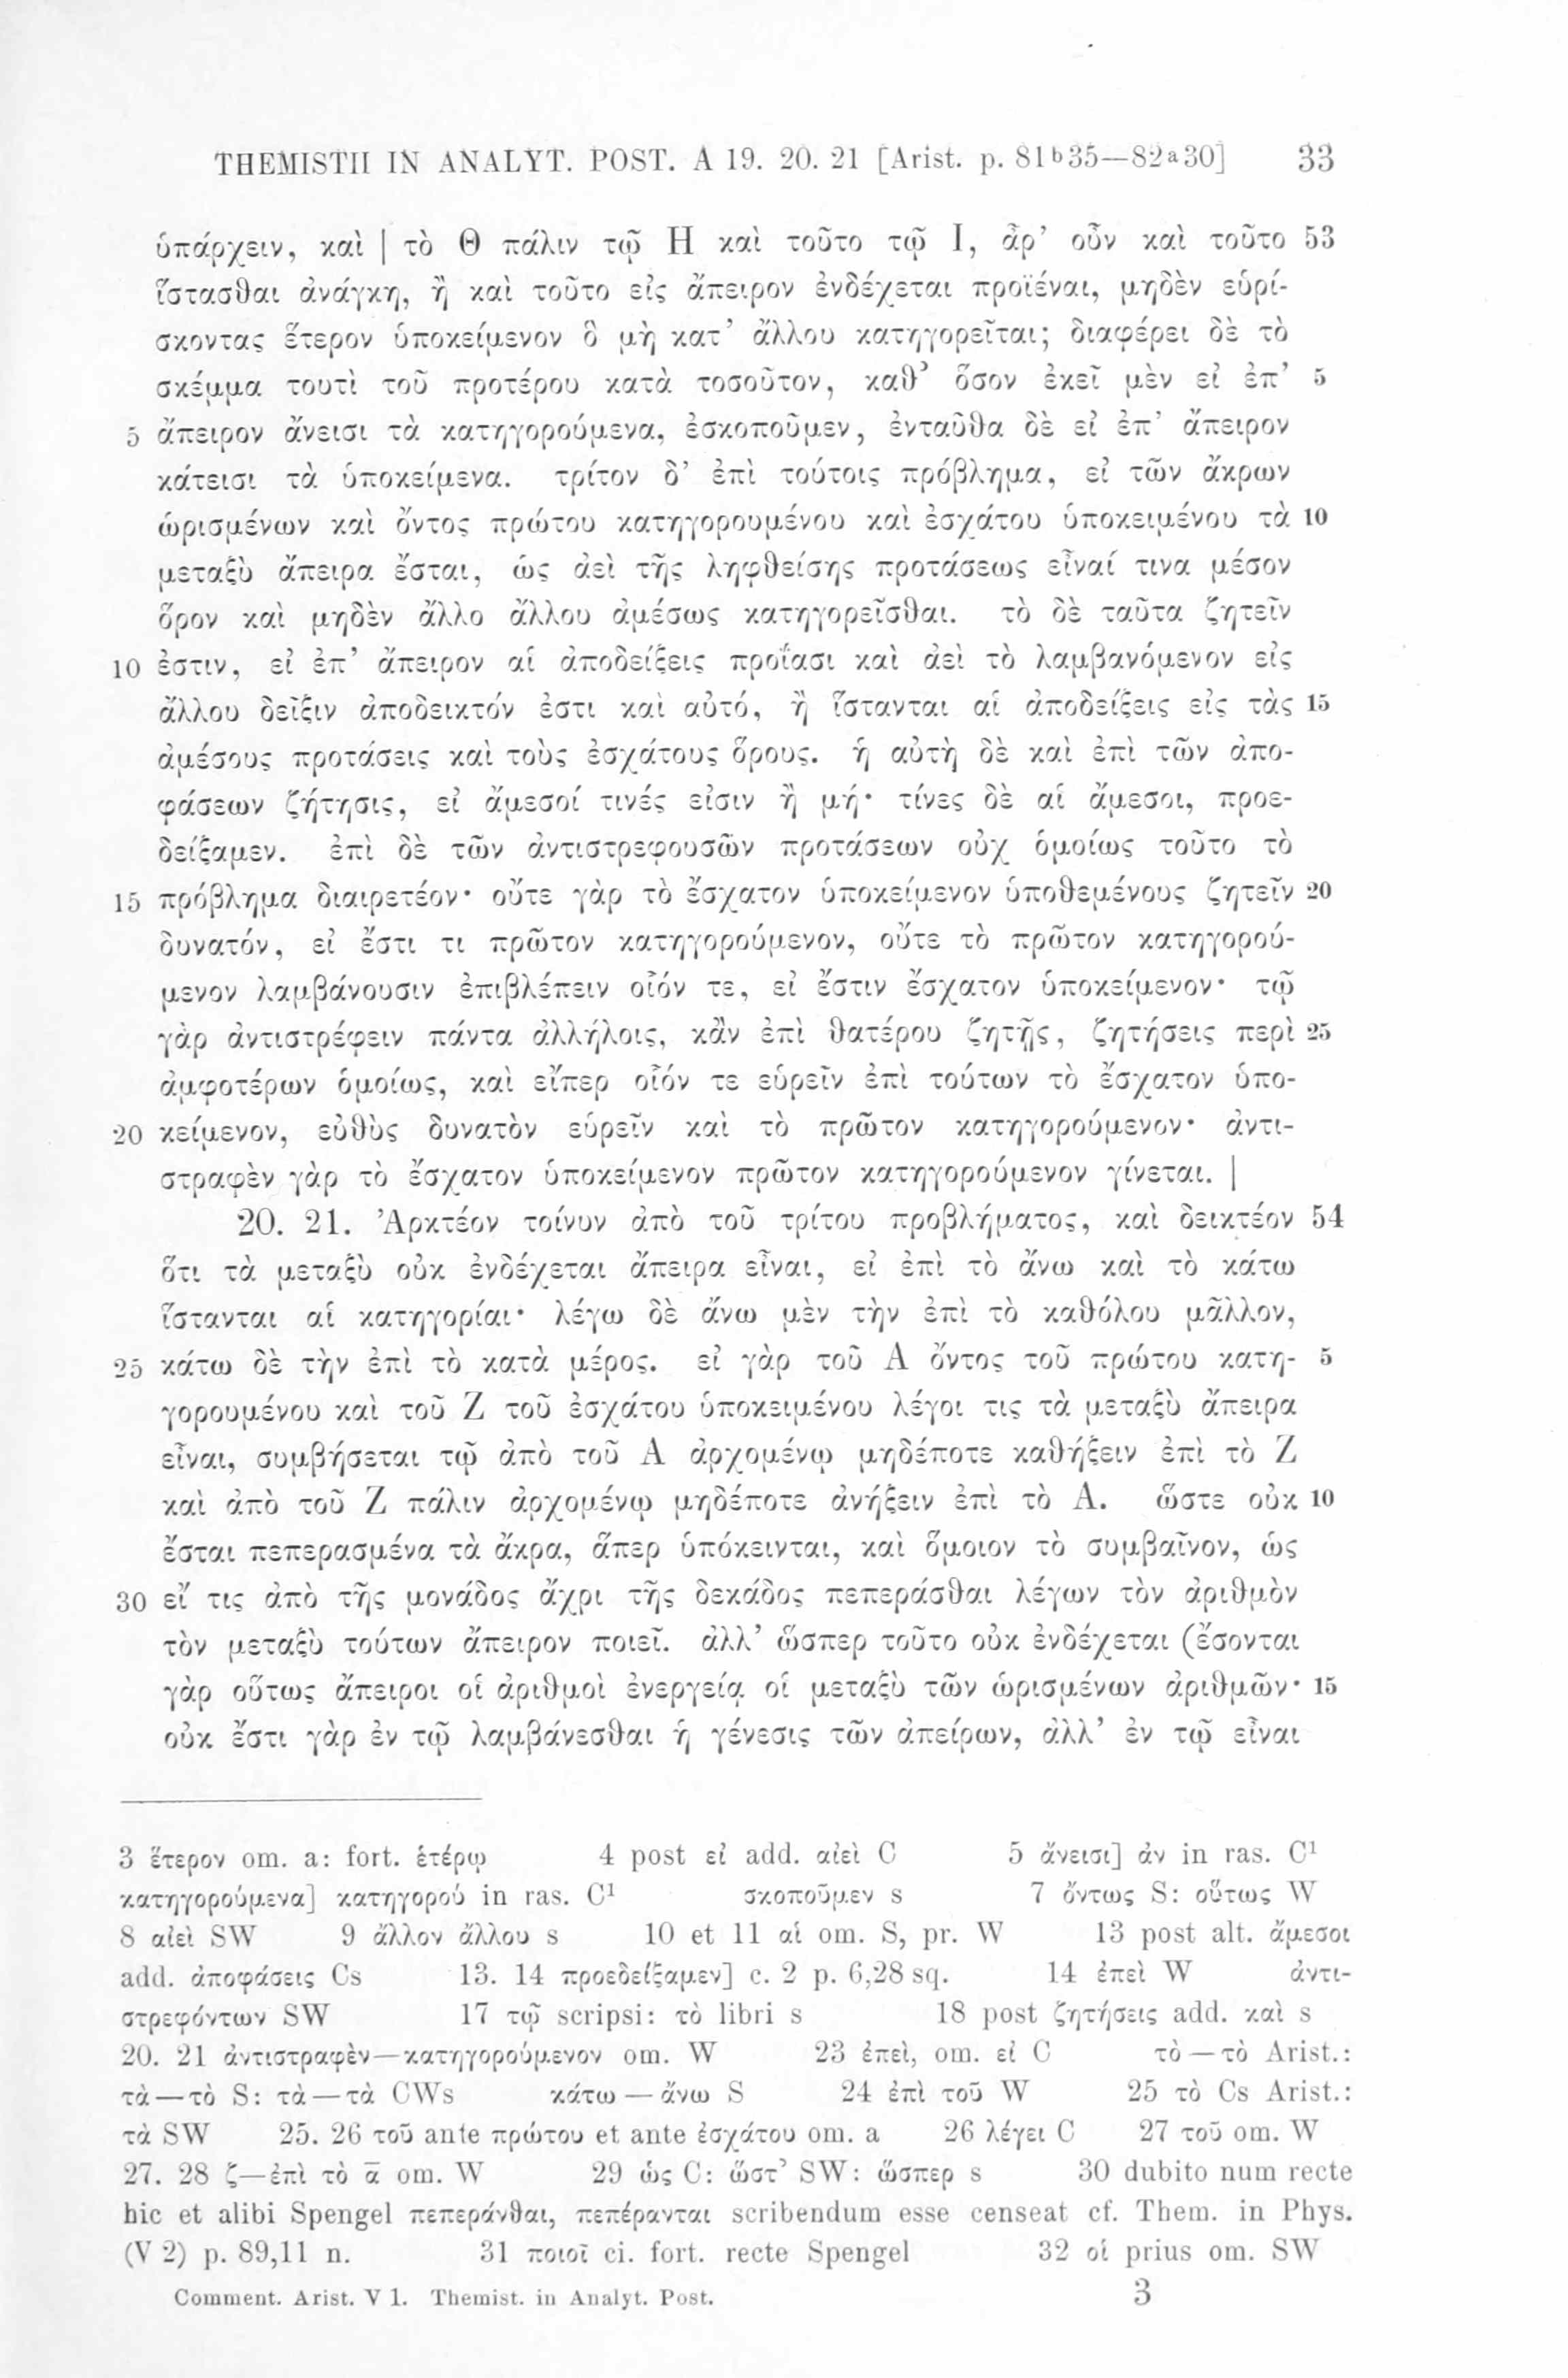 THEMISTII IN ANALYT. POST. A 19. 20. 21 [Arist. p. 81ᵇ35—82ᵃ30] 33
ὑπάρχειν, καὶ | τὸ Θ πάλιν τῷ Η καὶ τοῦτο τῷ Ι, ἆρ’ οὖν καὶ τοῦτο 53
ἵστασθαι ἀνάγκη, ἢ καὶ τοῦτο εἰς ἄπειρον ἐνδέχεται προϊέναι, μηδὲν εὑρί-
σκοντας ἕτερον ὑποκείμενον ὃ μὴ κατ’ ἄλλου κατηγορεῖται; διαφέρει δὲ τὸ
σκέμμα τουτὶ τοῦ προτέρου κατὰ τοσοῦτον, καθ’ ὅσον ἐκεῖ μὲν εἰ ἐπ’ 5
5 ἄπειρον ἄνεισι τὰ κατηγορούμενα, ἐσκοποῦμεν, ἐνταῦθα δὲ εἰ ἐπ’ ἄπειρον
κάτεισι τὰ ὑποκείμενα. τρίτον δ’ ἐπὶ τούτοις πρόβλημα, εἰ τῶν ἄκρων
ὡρισμένων καὶ ὄντος πρώτου κατηγορουμένου καὶ ἐσχάτου ὑποκειμένου τὰ 10
μεταξὺ ἄπειρα ἔσται, ὡς ἀεὶ τῆς ληφθείσης προτάσεως εἶναί τινα μέσον
ὅρον καὶ μηδὲν ἄλλο ἄλλου ἀμέσως κατηγορεῖσθαι. τὸ δὲ ταῦτα ζητεῖν
10 ἐστιν, εἰ ἐπ’ ἄπειρον αἱ ἀποδείξεις προΐασι καὶ ἀεὶ τὸ λαμβανόμενον εἰς
ἄλλου δεῖξιν ἀποδεικτόν ἐστι καὶ αὐτό, ἢ ἵστανται αἱ ἀποδείξεις εἰς τὰς 15
ἀμέσους προτάσεις καὶ τοὺς ἐσχάτους ὅρους. ἡ αὐτὴ δὲ καὶ ἐπὶ τῶν ἀπο-
φάσεων ζήτησις, εἰ ἄμεσοί τινές εἰσιν ἢ μή· τίνες δὲ αἱ ἄμεσοι, προε-
δείξαμεν. ἐπὶ δὲ τῶν ἀντιστρεφουσῶν προτάσεων οὐχ ὁμοίως τοῦτο τὸ
15 πρόβλημα διαιρετέον· οὔτε γὰρ τὸ ἔσχατον ὑποκείμενον ὑποθεμένους ζητεῖν 20
δυνατόν, εἰ ἔστι τι πρῶτον κατηγορούμενον, οὔτε τὸ πρῶτον κατηγορού-
μενον λαμβάνουσιν ἐπιβλέπειν οἷόν τε, εἰ ἔστιν ἔσχατον ὑποκείμενον· τῷ
γὰρ ἀντιστρέφειν πάντα ἀλλήλοις, κἂν ἐπὶ θατέρου ζητῇς, ζητήσεις περὶ 25
ἀμφοτέρων ὁμοίως, καὶ εἴπερ οἷόν τε εὑρεῖν ἐπὶ τούτων τὸ ἔσχατον ὑπο-
20 κείμενον, εὐθὺς δυνατὸν εὑρεῖν καὶ τὸ πρῶτον κατηγορούμενον· ἀντι-
στραφὲν γὰρ τὸ ἔσχατον ὑποκείμενον πρῶτον κατηγορούμενον γίνεται. |
20. 21. Ἀρκτέον τοίνυν ἀπὸ τοῦ τρίτου προβλήματος, καὶ δεικτέον 54
ὅτι τὰ μεταξὺ οὐκ ἐνδέχεται ἄπειρα εἶναι, εἰ ἐπὶ τὸ ἄνω καὶ τὸ κάτω
ἵστανται αἱ κατηγορίαι· λέγω δὲ ἄνω μὲν τὴν ἐπὶ τὸ καθόλου μᾶλλον,
25 κάτω δὲ τὴν ἐπὶ τὸ κατὰ μέρος. εἰ γὰρ τοῦ Α ὄντος τοῦ πρώτου κατη- 5
γορουμένου καὶ τοῦ Ζ τοῦ ἐσχάτου ὑποκειμένου λέγοι τις τὰ μεταξὺ ἄπειρα
εἶναι, συμβήσεται τῷ ἀπὸ τοῦ Α ἀρχομένῳ μηδέποτε καθήξειν ἐπὶ τὸ Ζ
καὶ ἀπὸ τοῦ Ζ πάλιν ἀρχομένῳ μηδέποτε ἀνήξειν ἐπὶ τὸ Α. ὥστε οὐκ 10
ἔσται πεπερασμένα τὰ ἄκρα, ἅπερ ὑπόκεινται, καὶ ὅμοιον τὸ συμβαῖνον, ὡς
30 εἴ τις ἀπὸ τῆς μονάδος ἄχρι τῆς δεκάδος πεπεράσθαι λέγων τὸν ἀριθμὸν
τὸν μεταξὺ τούτων ἄπειρον ποιεῖ. ἀλλ’ ὥσπερ τοῦτο οὐκ ἐνδέχεται (ἔσονται
γὰρ οὕτως ἄπειροι οἱ ἀριθμοὶ ἐνεργείᾳ οἱ μεταξὺ τῶν ὡρισμένων ἀριθμῶν· 15
οὐκ ἔστι γὰρ ἐν τῷ λαμβάνεσθαι ἡ γένεσις τῶν ἀπείρων, ἀλλ’ ἐν τῷ εἶναι
3 ἕτερον om. a: fort. ἑτέρῳ 4 post εἰ add. αἰεὶ C 5 ἄνεισι] ἀν in ras. C¹
κατηγορούμενα] κατηγορού in ras. C¹ σκοποῦμεν s 7 ὄντως S: οὕτως W
8 αἰεὶ SW 9 ἄλλον ἄλλου s 10 et 11 αἱ om. S, pr. W 13 post alt. ἄμεσοι
add. ἀποφάσεις Cs 13. 14 προεδείξαμεν] c. 2 p. 6,28 sq. 14 ἐπεὶ W ἀντι-
στρεφόντων SW 17 τῷ scripsi: τὸ libri s 18 post ζητήσεις add. καὶ s
20. 21 ἀντιστραφὲν—κατηγορούμενον om. W 23 ἐπεὶ, om. εἰ C τὸ — τὸ Arist.:
τὰ — τὸ S: τὰ — τὰ CWs κάτω — ἄνω S 24 ἐπὶ τοῦ W 25 τὸ Cs Arist.:
τὰ SW 25. 26 τοῦ ante πρώτου et ante ἐσχάτου om. a 26 λέγει C 27 τοῦ om. W
27. 28 ζ—ἐπὶ τὸ ᾱ om. W 29 ὡς C: ὥστ’ SW: ὥσπερ s 30 dubito num recte
hic et alibi Spengel πεπεράνθαι, πεπέρανται scribendum esse censeat cf. Them. in Phys.
(V 2) p. 89,11 n. 31 ποιοῖ ci. fort. recte Spengel 32 οἱ prius om. SW
Comment. Arist. V 1. Themist. in Analyt. Post. 3